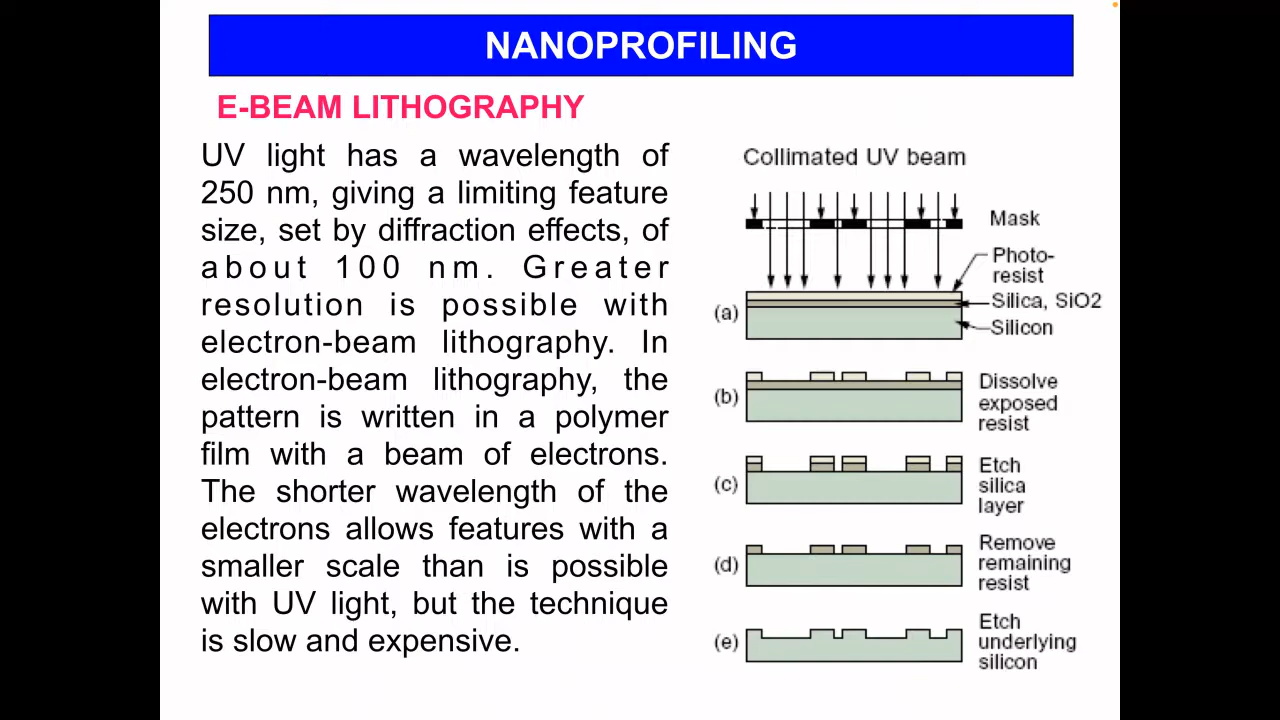 NANOPROFILING
E-BEAM LITHOGRAPHY
UV light has a wavelength of
250 nm, giving a limiting feature
size, set by diffraction effects, of
about 100 nm. Greater
resolution is possible with
electron-beam lithography. In
electron-beam lithography, the
pattern is written in a polymer
film with a beam of electrons.
The shorter wavelength of the
electrons allows features with a
smaller scale than is possible
with UV light, but the technique
is slow and expensive.
Collimated UV beam
Mask
Photo-
resist
Silica, SiO2
(a)
Silicon
(b)
Dissolve
exposed
resist
(c)
Etch
silica
layer
(d)
Remove
remaining
resist
(e)
Etch
underlying
silicon